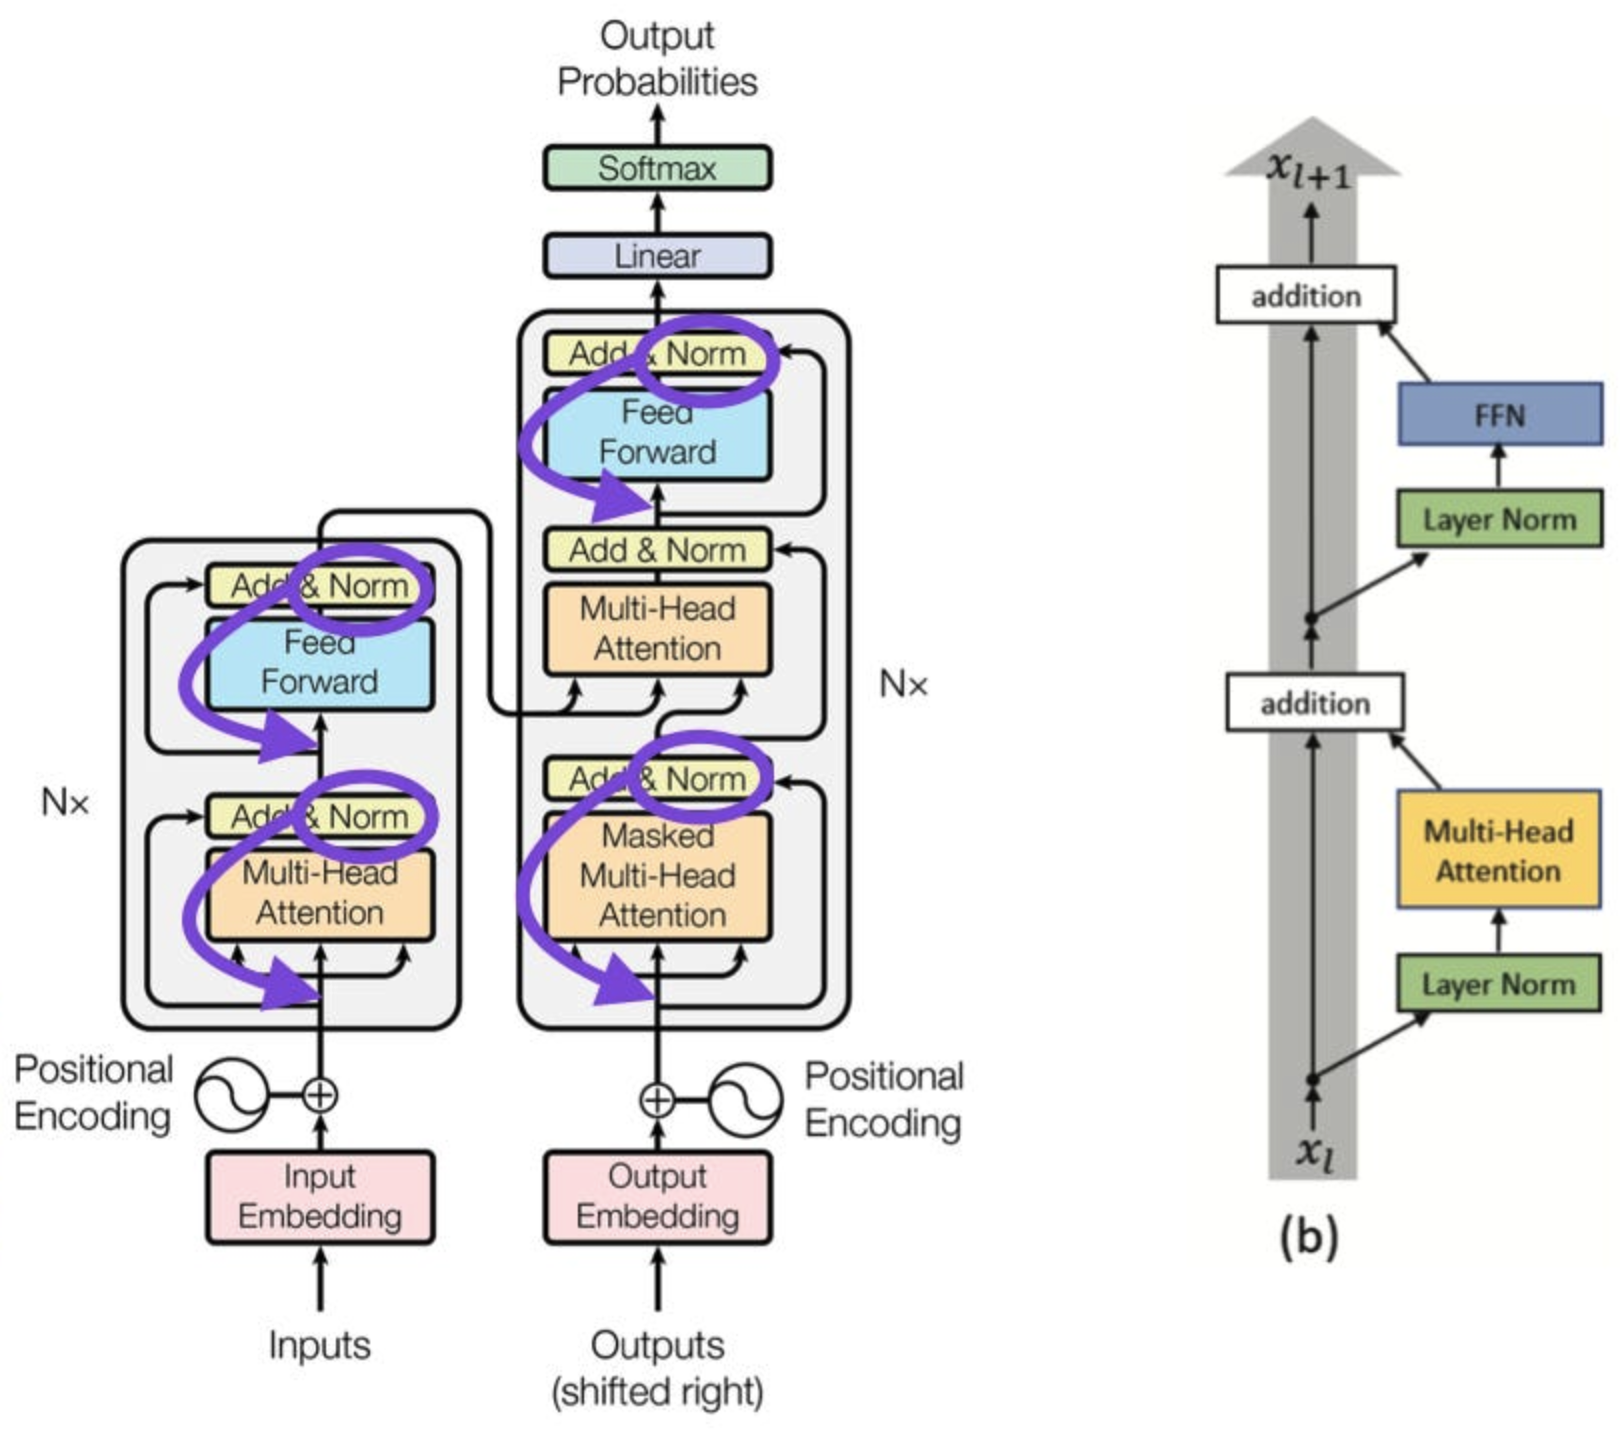 Output
Probabilities
Softmax
Linear
Add & Norm
Feed
Forward
Add & Norm
Multi-Head
Attention
Nx
Add & Norm
Masked
Multi-Head
Attention
Positional
Encoding
Output
Embedding
Outputs
(shifted right)
Add & Norm
Feed
Forward
Nx
Add & Norm
Multi-Head
Attention
Positional
Encoding
Input
Embedding
Inputs
xl+1
addition
FFN
Layer Norm
addition
Multi-Head
Attention
Layer Norm
xl
(b)